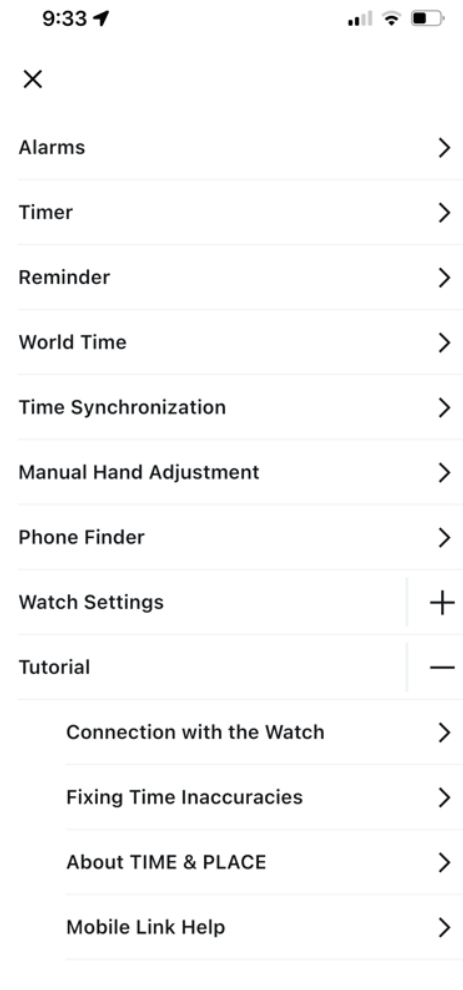 9:33
Alarms
Timer
Reminder
World Time
Time Synchronization
Manual Hand Adjustment
Phone Finder
Watch Settings
Tutorial
Connection with the Watch
Fixing Time Inaccuracies
About TIME & PLACE
Mobile Link Help